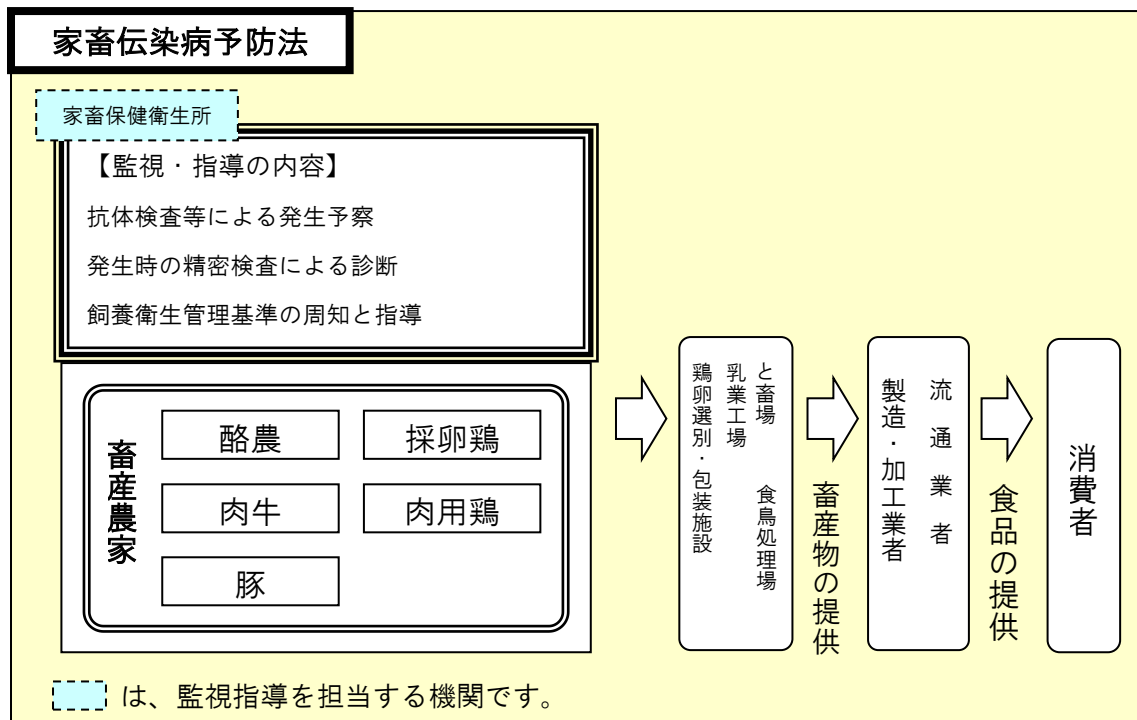 家畜伝染病予防法
家畜保健衛生所
【監視・指導の内容】
抗体検査等による発生予察
発生時の精密検査による診断
飼養衛生管理基準の周知と指導
畜産農家
酪農
採卵鶏
肉牛
肉用鶏
豚
と畜場 食鳥処理場
乳業工場
鶏卵選別・包装施設
畜産物の提供
流通業者
製造・加工業者
食品の提供
消費者
は、監視指導を担当する機関です。